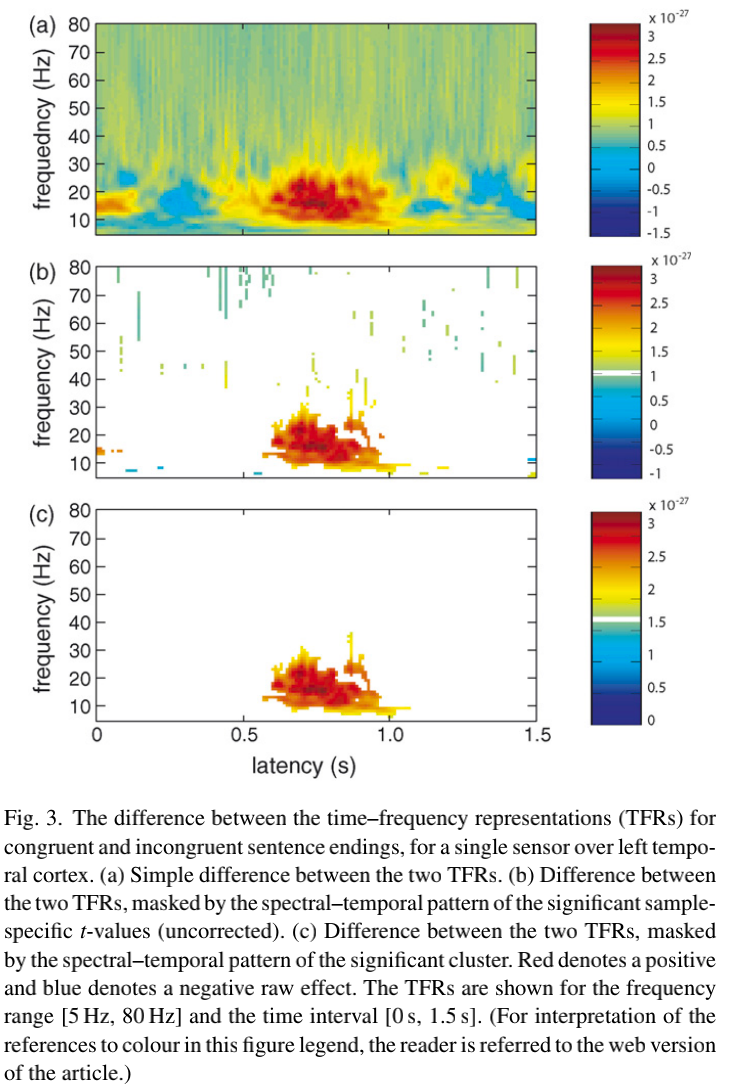 (a)
frequedncy (Hz)
80
70
60
50
40
30
20
10
x 10-27
3
2.5
2
1.5
1
0.5
0
-0.5
-1
-1.5
(b)
frequency (Hz)
80
70
60
50
40
30
20
10
x 10-27
3
2.5
2
1.5
1
0.5
0
-0.5
-1
(c)
frequency (Hz)
80
70
60
50
40
30
20
10
x 10-27
3
2.5
2
1.5
1
0.5
0
0 0.5 1.0 1.5
latency (s)
Fig. 3. The difference between the time–frequency representations (TFRs) for
congruent and incongruent sentence endings, for a single sensor over left tempo-
ral cortex. (a) Simple difference between the two TFRs. (b) Difference between
the two TFRs, masked by the spectral–temporal pattern of the significant sample-
specific t-values (uncorrected). (c) Difference between the two TFRs, masked
by the spectral–temporal pattern of the significant cluster. Red denotes a positive
and blue denotes a negative raw effect. The TFRs are shown for the frequency
range [5 Hz, 80 Hz] and the time interval [0 s, 1.5 s]. (For interpretation of the
references to colour in this figure legend, the reader is referred to the web version
of the article.)